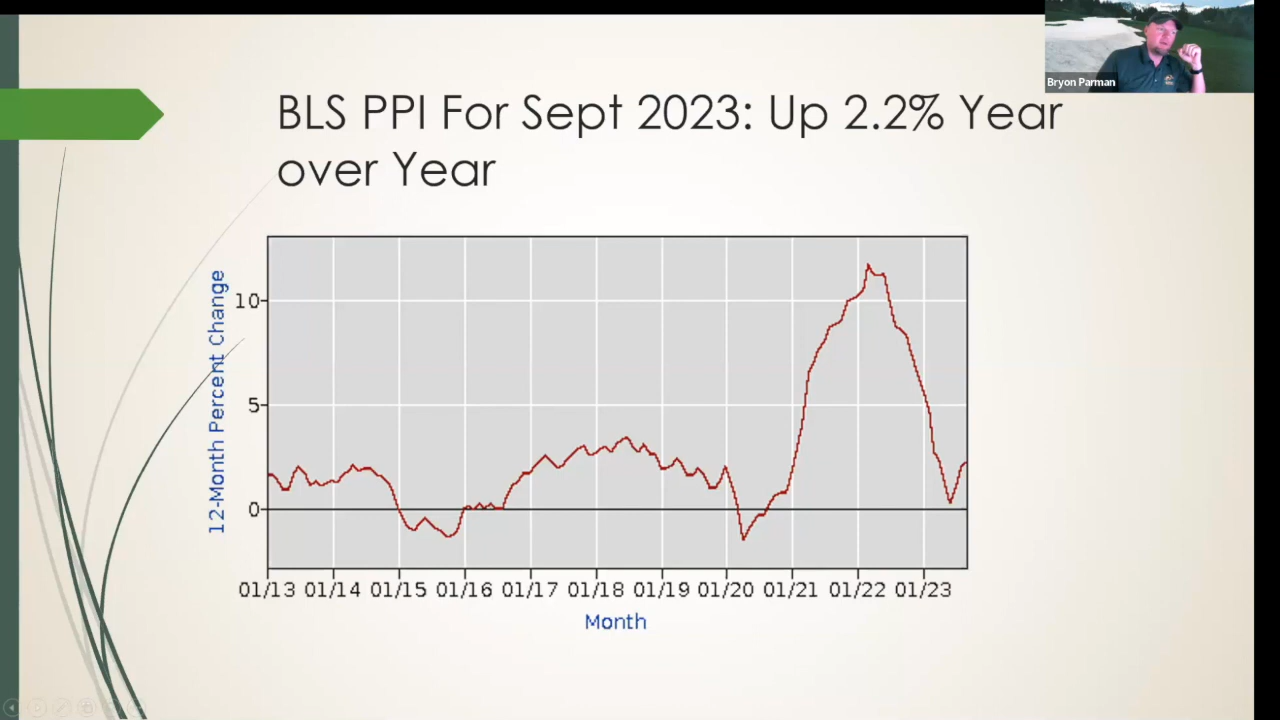 Bryon Parman
BLS PPI For Sept 2023: Up 2.2% Year
over Year
12-Month Percent Change
10
5
0
01/13 01/14 01/15 01/16 01/17 01/18 01/19 01/20 01/21 01/22 01/23
Month